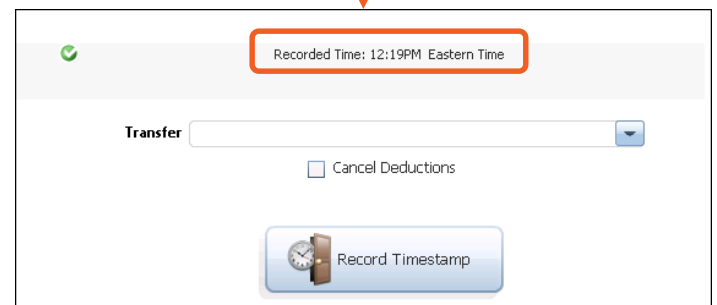 Recorded Time: 12:19PM Eastern Time
Transfer
Cancel Deductions
Record Timestamp